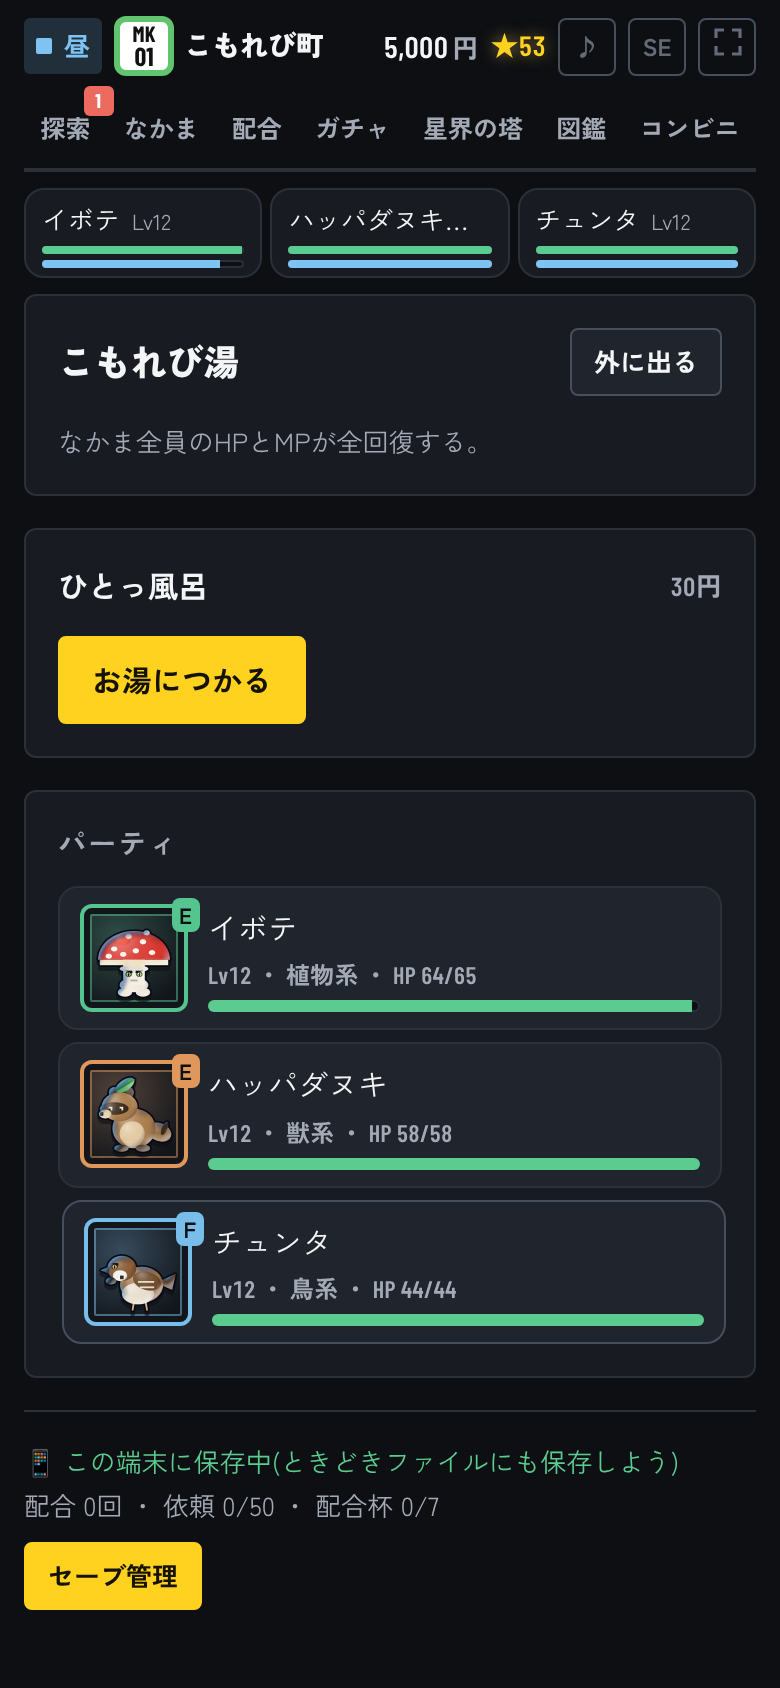 昼 MK 01 こもれび町 5,000 円 ★53 ♪ SE
1
探索 なかま 配合 ガチャ 星界の塔 図鑑 コンビニ
イボテ Lv12 ハッパダヌキ… チュンタ Lv12
こもれび湯 外に出る
なかま全員のHPとMPが全回復する。
ひとっ風呂 30円
お湯につかる
パーティ
E イボテ
Lv12 ・ 植物系 ・ HP 64/65
E ハッパダヌキ
Lv12 ・ 獣系 ・ HP 58/58
F チュンタ
Lv12 ・ 鳥系 ・ HP 44/44
この端末に保存中(ときどきファイルにも保存しよう)
配合 0回 ・ 依頼 0/50 ・ 配合杯 0/7
セーブ管理